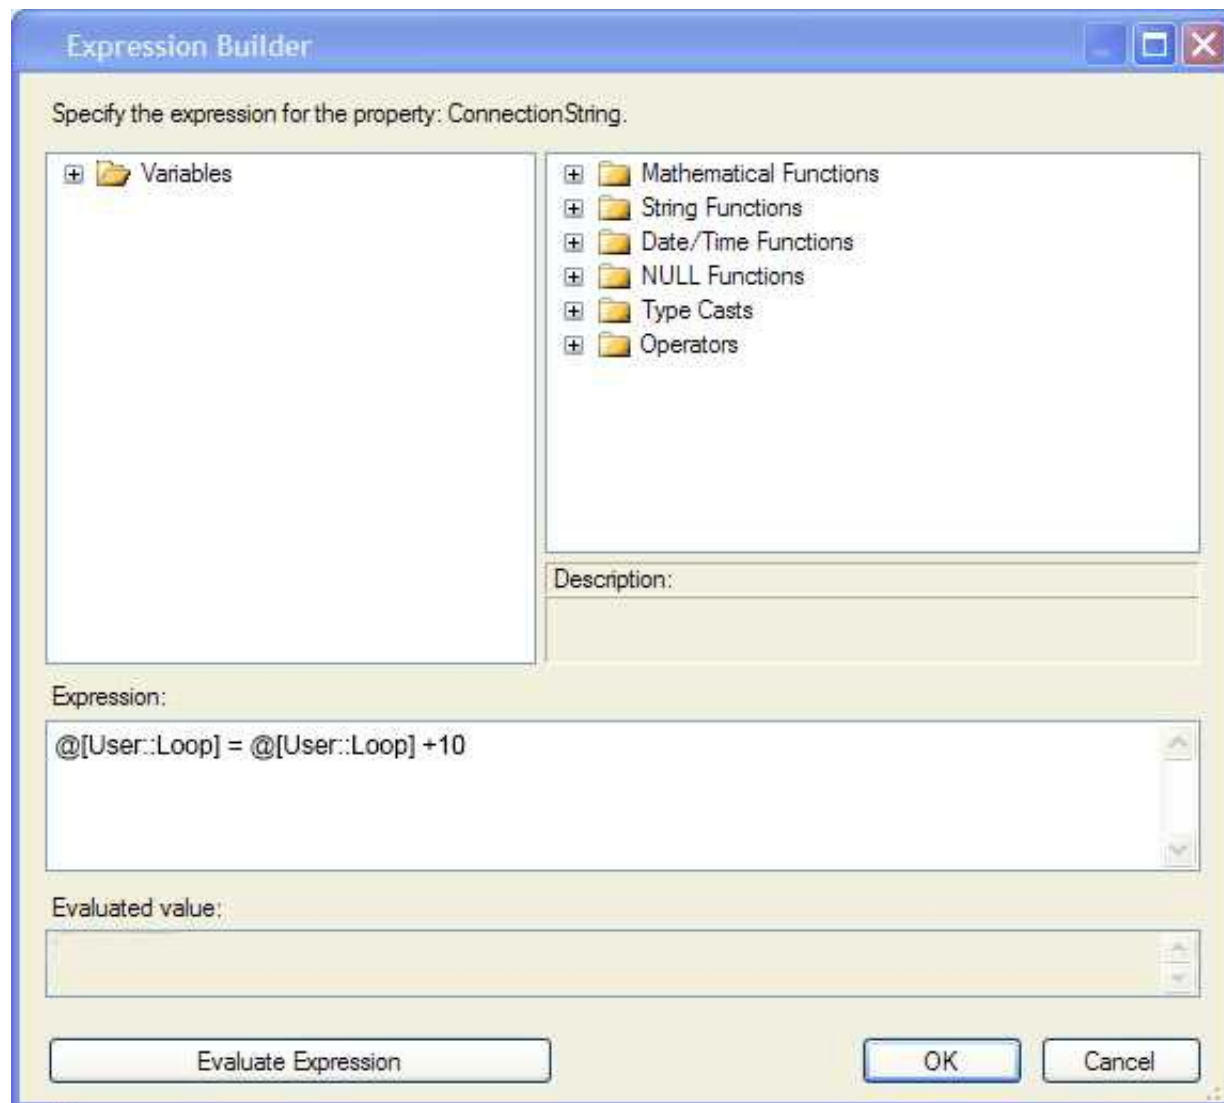 Expression Builder
Specify the expression for the property: ConnectionString.
Variables
Mathematical Functions
String Functions
Date/Time Functions
NULL Functions
Type Casts
Operators
Description:
Expression:
@[User::Loop] = @[User::Loop] +10
Evaluated value:
Evaluate Expression
OK
Cancel